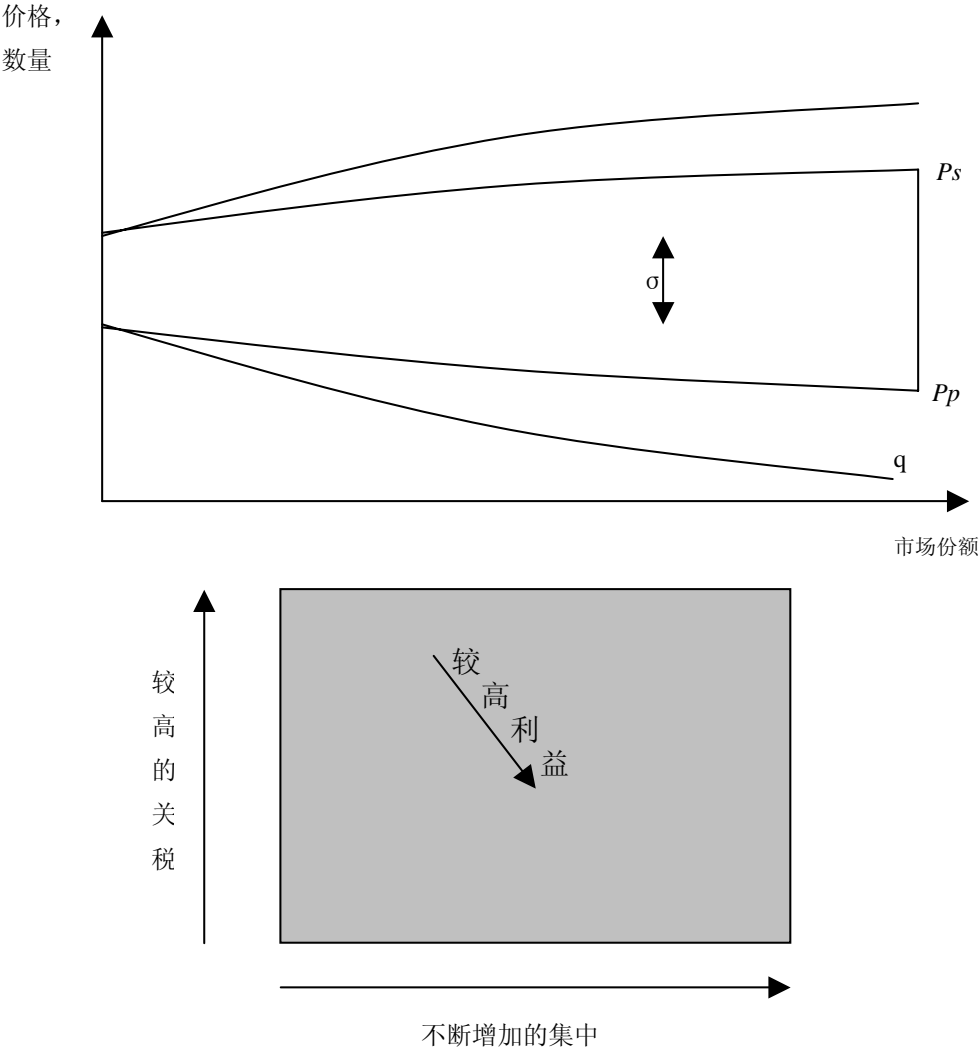 价格，
数量
Ps
σ
Pp
q
市场份额
较高利益
较高的关税
不断增加的集中